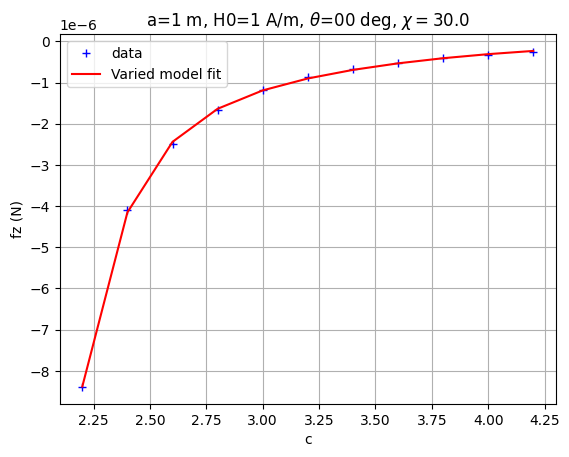 a=1 m, H0=1 A/m, θ=00 deg, χ = 30.0
1e−6
data
Varied model fit
0
−1
−2
−3
−4
−5
−6
−7
−8
fz (N)
2.25 2.50 2.75 3.00 3.25 3.50 3.75 4.00 4.25
c